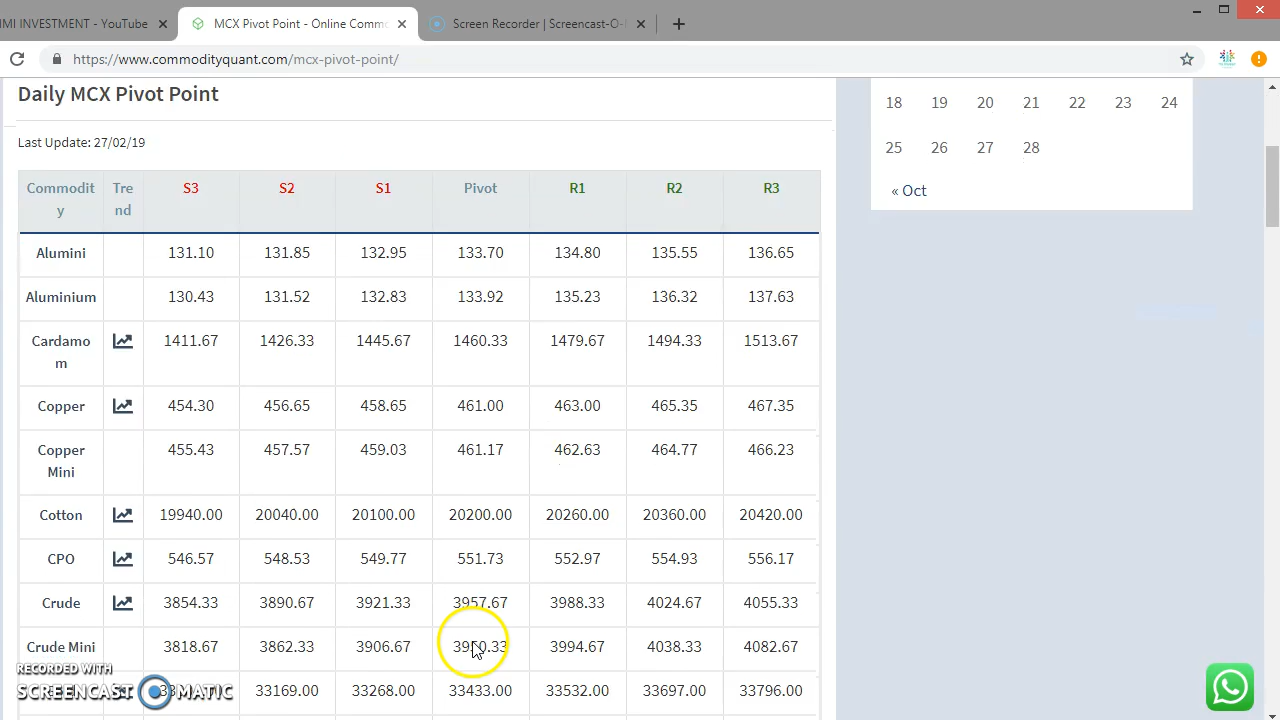 IMI INVESTMENT - YouTube
MCX Pivot Point - Online Commo
Screen Recorder | Screencast-O-
https://www.commodityquant.com/mcx-pivot-point/
Daily MCX Pivot Point
Last Update: 27/02/19
Commodit Tre S3 S2 S1 Pivot R1 R2 R3
y nd
Alumini 131.10 131.85 132.95 133.70 134.80 135.55 136.65
Aluminium 130.43 131.52 132.83 133.92 135.23 136.32 137.63
Cardamo 1411.67 1426.33 1445.67 1460.33 1479.67 1494.33 1513.67
m
Copper 454.30 456.65 458.65 461.00 463.00 465.35 467.35
Copper 455.43 457.57 459.03 461.17 462.63 464.77 466.23
Mini
Cotton 19940.00 20040.00 20100.00 20200.00 20260.00 20360.00 20420.00
CPO 546.57 548.53 549.77 551.73 552.97 554.93 556.17
Crude 3854.33 3890.67 3921.33 3957.67 3988.33 4024.67 4055.33
Crude Mini 3818.67 3862.33 3906.67 3950.33 3994.67 4038.33 4082.67
33169.00 33268.00 33433.00 33532.00 33697.00 33796.00
18 19 20 21 22 23 24
25 26 27 28
« Oct
RECORDED WITH
SCREENCAST MATIC